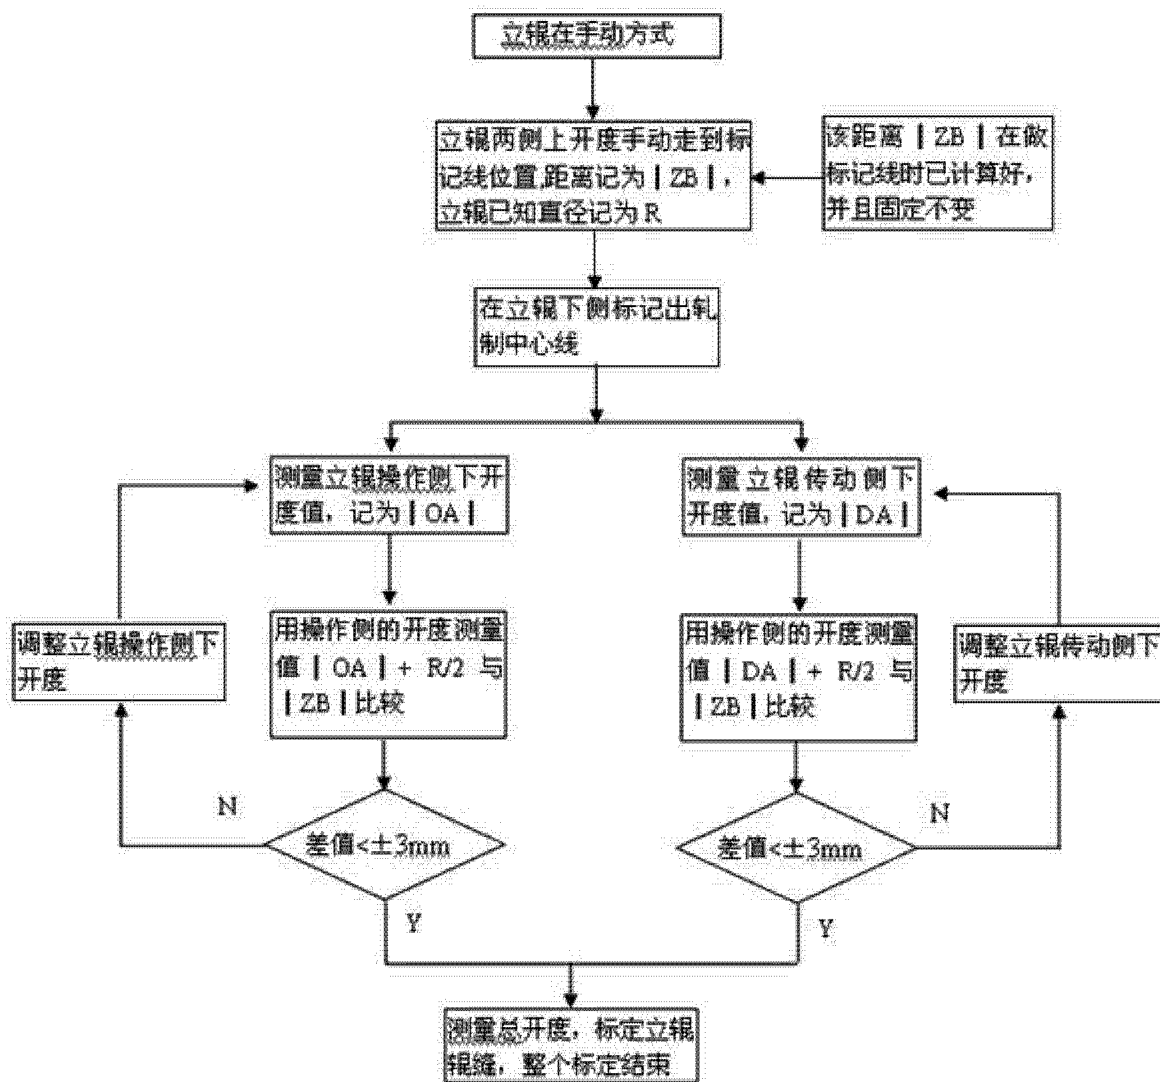 立辊在手动方式
立辊两侧上开度手动走到标
记线位置,距离记为|ZB|,
立辊已知直径记为 R
该距离|ZB|在做
标记线时已计算好,
并且固定不变
在立辊下侧标记出轧
制中心线
测量立辊操作侧下开
度值,记为|OA|
测量立辊传动侧下
开度值,记为|DA|
调整立辊操作侧下
开度
用操作侧的开度测量
值|OA|+ R/2 与
|ZB|比较
用操作侧的开度测量
值|DA|+ R/2 与
|ZB|比较
调整立辊传动侧下
开度
N
差值<±3mm
Y
N
差值<±3mm
Y
测量总开度,标定立辊
辊缝,整个标定结束